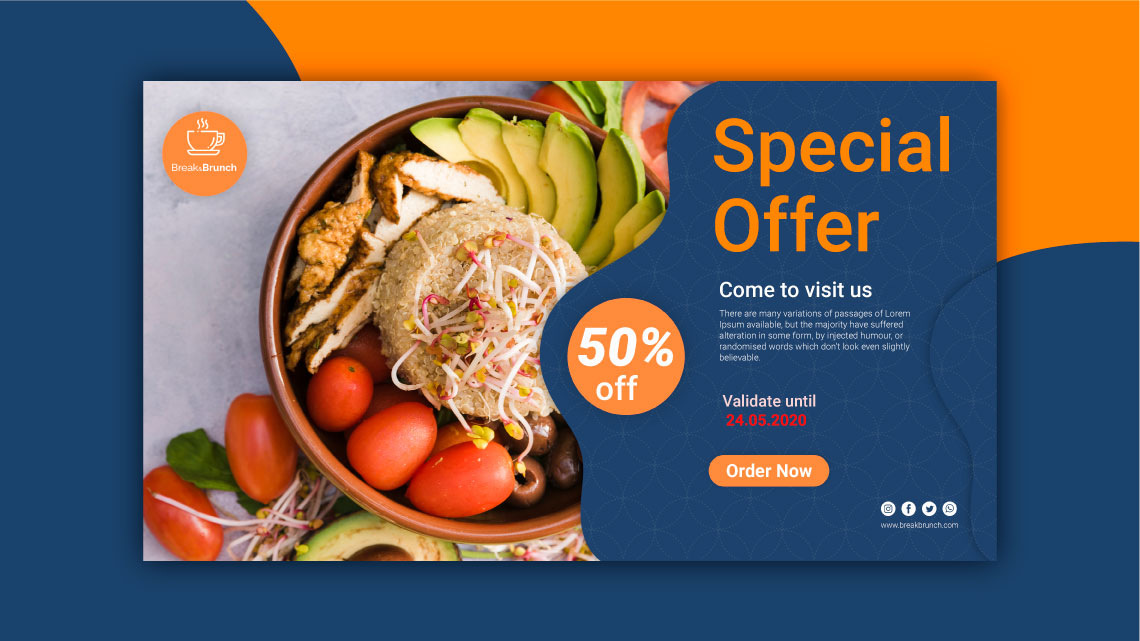 Break&Brunch
Special
Offer
Come to visit us
There are many variations of passages of Lorem
Ipsum available, but the majority have suffered
alteration in some form, by injected humour, or
randomised words which don't look even slightly
believable.
50%
off
Validate until
24.05.2020
Order Now
www.breakbrunch.com